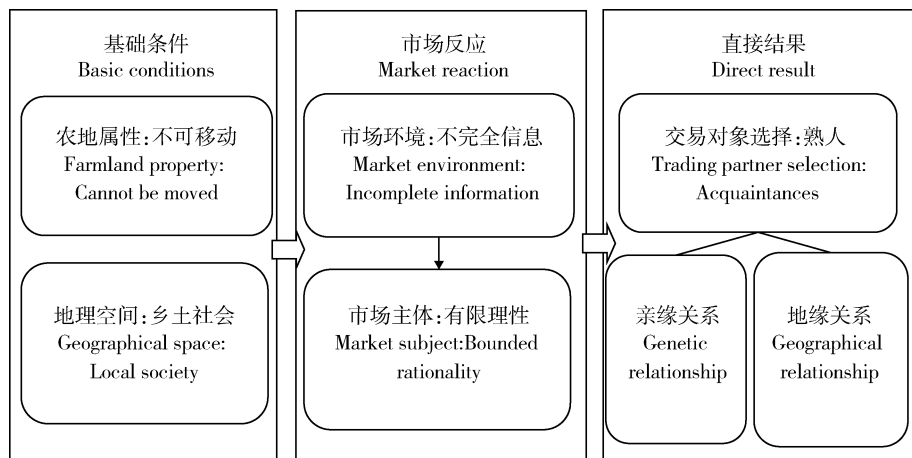 基础条件
Basic conditions
农地属性:不可移动
Farmland property:
Cannot be moved
地理空间:乡土社会
Geographical space:
Local society
市场反应
Market reaction
市场环境:不完全信息
Market environment:
Incomplete information
市场主体:有限理性
Market subject:Bounded
rationality
直接结果
Direct result
交易对象选择:熟人
Trading partner selection:
Acquaintances
亲缘关系
Genetic
relationship
地缘关系
Geographical
relationship